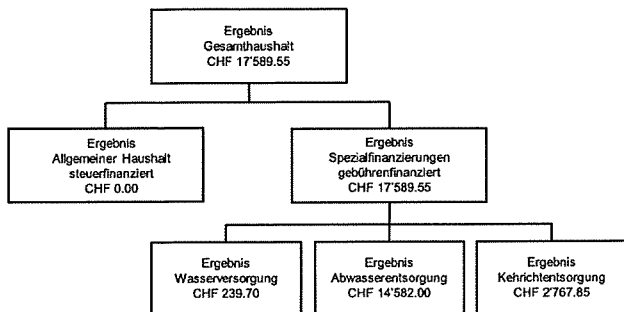 Ergebnis
Gesamthaushalt
CHF 17'589.55
Ergebnis
Allgemeiner Haushalt
steuerfinanziert
CHF 0.00
Ergebnis
Spezialfinanzierungen
gebührenfinanziert
CHF 17'589.55
Ergebnis
Wasserversorgung
CHF 239.70
Ergebnis
Abwasserentsorgung
CHF 14'582.00
Ergebnis
Kehrichtentsorgung
CHF 2'767.85